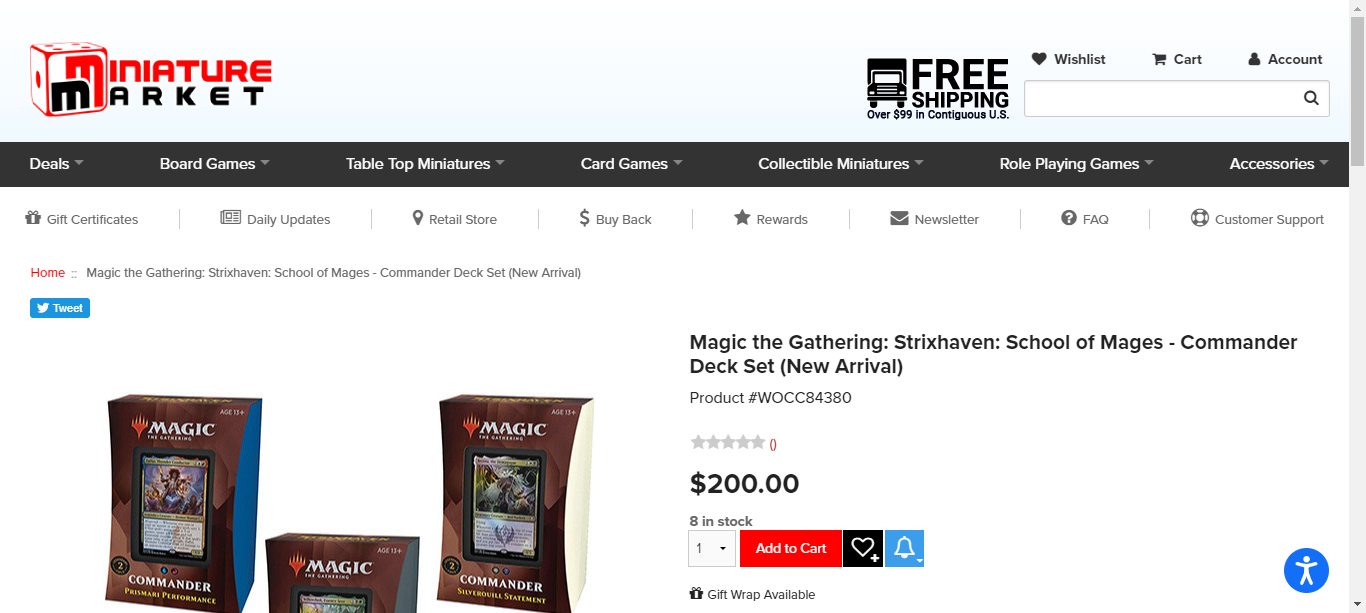 MINIATURE
MARKET
FREE
SHIPPING
Over $99 in Contiguous U.S.
Wishlist
Cart
Account
Deals
Board Games
Table Top Miniatures
Card Games
Collectible Miniatures
Role Playing Games
Accessories
Gift Certificates
Daily Updates
Retail Store
Buy Back
Rewards
Newsletter
FAQ
Customer Support
Home :: Magic the Gathering: Strixhaven: School of Mages - Commander Deck Set (New Arrival)
Tweet
AGE 13+
MAGIC
THE GATHERING
2
COMMANDER
PRISMARI PERFORMANCE
AGE 13+
MAGIC
THE GATHERING
AGE 13+
MAGIC
THE GATHERING
2
COMMANDER
SILVERQUILL STATEMENT
Magic the Gathering: Strixhaven: School of Mages - Commander
Deck Set (New Arrival)
Product #WOCC84380
()
$200.00
8 in stock
1
Add to Cart
Gift Wrap Available